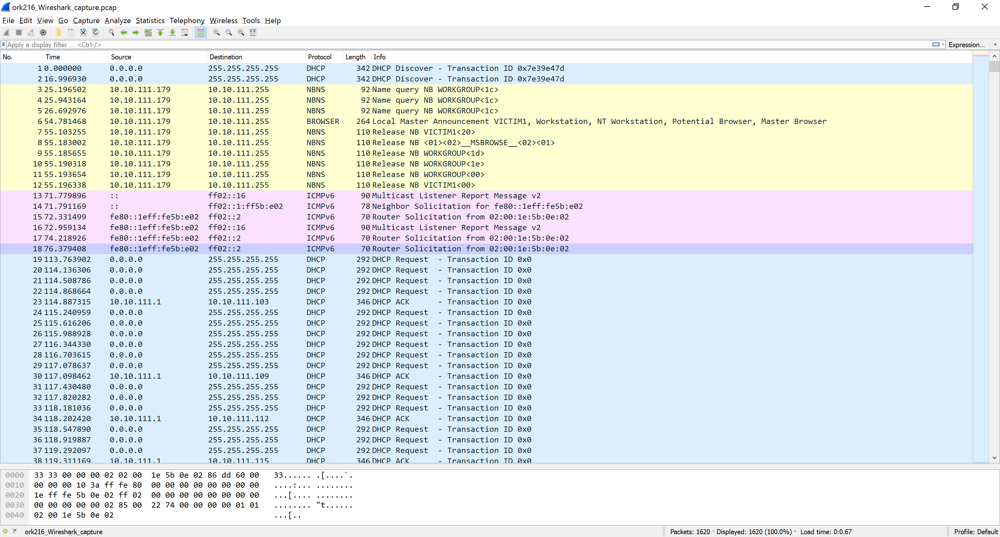 ork216_Wireshark_capture.pcap
File Edit View Go Capture Analyze Statistics Telephony Wireless Tools Help
Apply a display filter ... <Ctrl-/> Expression... +
No. Time Source Destination Protocol Length Info
1 0.000000 0.0.0.0 255.255.255.255 DHCP 342 DHCP Discover - Transaction ID 0x7e39e47d
2 16.996930 0.0.0.0 255.255.255.255 DHCP 342 DHCP Discover - Transaction ID 0x7e39e47d
3 25.196502 10.10.111.179 10.10.111.255 NBNS 92 Name query NB WORKGROUP<1c>
4 25.943164 10.10.111.179 10.10.111.255 NBNS 92 Name query NB WORKGROUP<1c>
5 26.692976 10.10.111.179 10.10.111.255 NBNS 92 Name query NB WORKGROUP<1c>
6 54.781468 10.10.111.179 10.10.111.255 BROWSER 264 Local Master Announcement VICTIM1, Workstation, NT Workstation, Potential Browser, Master Browser
7 55.103255 10.10.111.179 10.10.111.255 NBNS 110 Release NB VICTIM1<20>
8 55.183002 10.10.111.179 10.10.111.255 NBNS 110 Release NB <01><02>__MSBROWSE__<02><01>
9 55.185655 10.10.111.179 10.10.111.255 NBNS 110 Release NB WORKGROUP<1d>
10 55.190318 10.10.111.179 10.10.111.255 NBNS 110 Release NB WORKGROUP<1e>
11 55.193654 10.10.111.179 10.10.111.255 NBNS 110 Release NB WORKGROUP<00>
12 55.196338 10.10.111.179 10.10.111.255 NBNS 110 Release NB VICTIM1<00>
13 71.779896 :: ff02::16 ICMPv6 90 Multicast Listener Report Message v2
14 71.791169 :: ff02::1:ff5b:e02 ICMPv6 78 Neighbor Solicitation for fe80::1eff:fe5b:e02
15 72.331499 fe80::1eff:fe5b:e02 ff02::2 ICMPv6 70 Router Solicitation from 02:00:1e:5b:0e:02
16 72.959134 fe80::1eff:fe5b:e02 ff02::16 ICMPv6 90 Multicast Listener Report Message v2
17 74.218926 fe80::1eff:fe5b:e02 ff02::2 ICMPv6 70 Router Solicitation from 02:00:1e:5b:0e:02
18 76.379408 fe80::1eff:fe5b:e02 ff02::2 ICMPv6 70 Router Solicitation from 02:00:1e:5b:0e:02
19 113.763902 0.0.0.0 255.255.255.255 DHCP 292 DHCP Request - Transaction ID 0x0
20 114.136306 0.0.0.0 255.255.255.255 DHCP 292 DHCP Request - Transaction ID 0x0
21 114.508786 0.0.0.0 255.255.255.255 DHCP 292 DHCP Request - Transaction ID 0x0
22 114.868664 0.0.0.0 255.255.255.255 DHCP 292 DHCP Request - Transaction ID 0x0
23 114.887315 10.10.111.1 10.10.111.103 DHCP 346 DHCP ACK - Transaction ID 0x0
24 115.240959 0.0.0.0 255.255.255.255 DHCP 292 DHCP Request - Transaction ID 0x0
25 115.616206 0.0.0.0 255.255.255.255 DHCP 292 DHCP Request - Transaction ID 0x0
26 115.988928 0.0.0.0 255.255.255.255 DHCP 292 DHCP Request - Transaction ID 0x0
27 116.344330 0.0.0.0 255.255.255.255 DHCP 292 DHCP Request - Transaction ID 0x0
28 116.703615 0.0.0.0 255.255.255.255 DHCP 292 DHCP Request - Transaction ID 0x0
29 117.078637 0.0.0.0 255.255.255.255 DHCP 292 DHCP Request - Transaction ID 0x0
30 117.098462 10.10.111.1 10.10.111.109 DHCP 346 DHCP ACK - Transaction ID 0x0
31 117.430480 0.0.0.0 255.255.255.255 DHCP 292 DHCP Request - Transaction ID 0x0
32 117.820282 0.0.0.0 255.255.255.255 DHCP 292 DHCP Request - Transaction ID 0x0
33 118.181036 0.0.0.0 255.255.255.255 DHCP 292 DHCP Request - Transaction ID 0x0
34 118.202420 10.10.111.1 10.10.111.112 DHCP 346 DHCP ACK - Transaction ID 0x0
35 118.547890 0.0.0.0 255.255.255.255 DHCP 292 DHCP Request - Transaction ID 0x0
36 118.919887 0.0.0.0 255.255.255.255 DHCP 292 DHCP Request - Transaction ID 0x0
37 119.292097 0.0.0.0 255.255.255.255 DHCP 292 DHCP Request - Transaction ID 0x0
38 119.311169 10.10.111.1 10.10.111.115 DHCP 346 DHCP ACK - Transaction ID 0x0
0000 33 33 00 00 00 02 02 00 1e 5b 0e 02 86 dd 60 00 33...... .[....`.
0010 00 00 00 10 3a ff fe 80 00 00 00 00 00 00 00 00 ....:... ........
0020 1e ff fe 5b 0e 02 ff 02 00 00 00 00 00 00 00 00 ...[.... ........
0030 00 00 00 00 00 02 85 00 22 74 00 00 00 00 01 01 ........ "t......
0040 02 00 1e 5b 0e 02 ...[..
ork216_Wireshark_capture Packets: 1620 · Displayed: 1620 (100.0%) · Load time: 0:0.67 Profile: Default